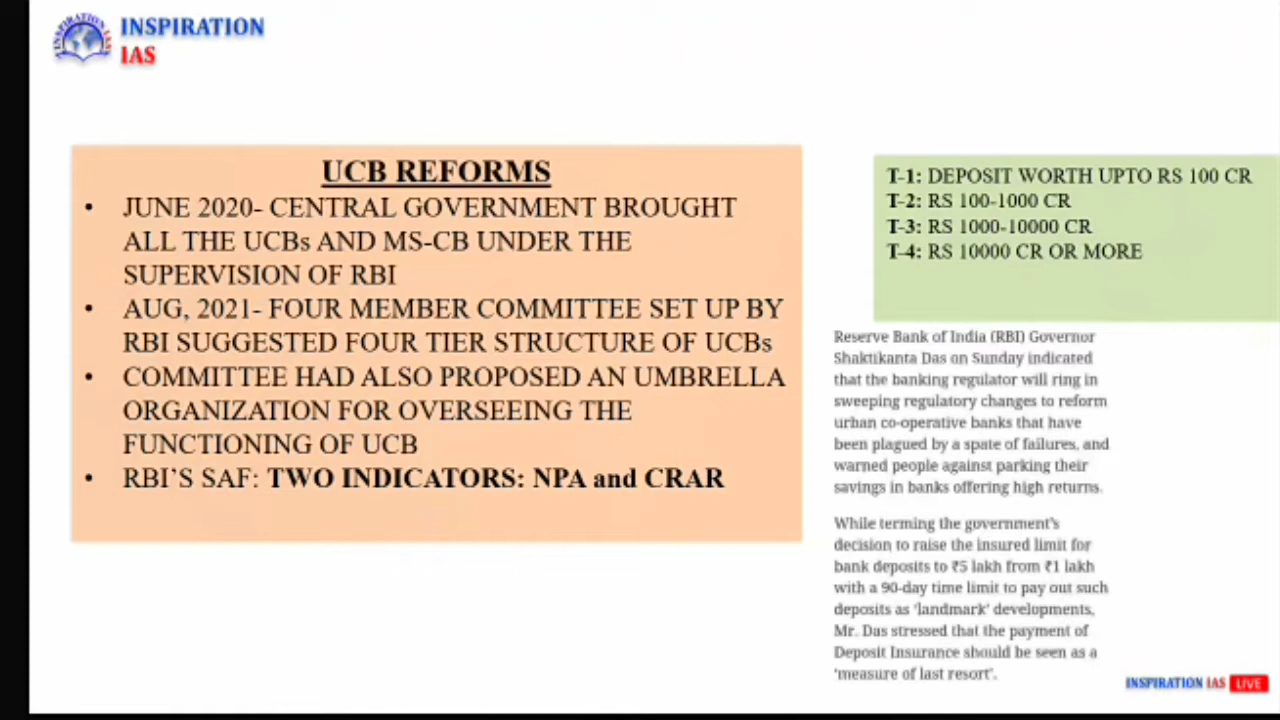 INSPIRATION
IAS
UCB REFORMS
• JUNE 2020- CENTRAL GOVERNMENT BROUGHT
ALL THE UCBs AND MS-CB UNDER THE
SUPERVISION OF RBI
• AUG, 2021- FOUR MEMBER COMMITTEE SET UP BY
RBI SUGGESTED FOUR TIER STRUCTURE OF UCBs
• COMMITTEE HAD ALSO PROPOSED AN UMBRELLA
ORGANIZATION FOR OVERSEEING THE
FUNCTIONING OF UCB
• RBI'S SAF: TWO INDICATORS: NPA and CRAR
T-1: DEPOSIT WORTH UPTO RS 100 CR
T-2: RS 100-1000 CR
T-3: RS 1000-10000 CR
T-4: RS 10000 CR OR MORE
Reserve Bank of India (RBI) Governor
Shaktikanta Das on Sunday indicated
that the banking regulator will ring in
sweeping regulatory changes to reform
urban co-operative banks that have
been plagued by a spate of failures, and
warned people against parking their
savings in banks offering high returns.
While terming the government's
decision to raise the insured limit for
bank deposits to ₹5 lakh from ₹1 lakh
with a 90-day time limit to pay out such
deposits as 'landmark' developments,
Mr. Das stressed that the payment of
Deposit Insurance should be seen as a
'measure of last resort'.
INSPIRATION IAS LIVE